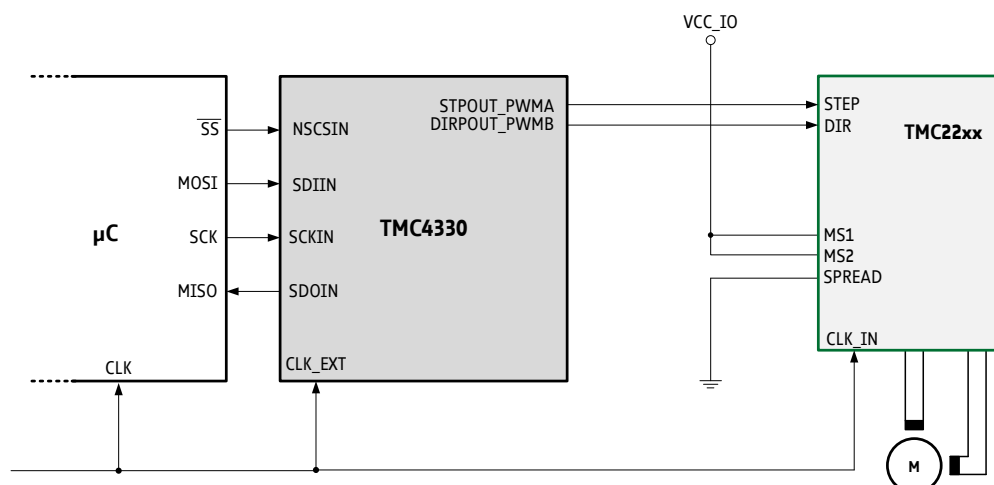 VCC_IO
STPOUT_PWMA
DIRPOUT_PWMB
STEP
DIR
TMC22xx
SS
NSCSIN
MOSI
SDIIN
µC
SCK
SCKIN
TMC4330
MS1
MS2
SPREAD
MISO
SDOIN
CLK_IN
CLK
CLK_EXT
M